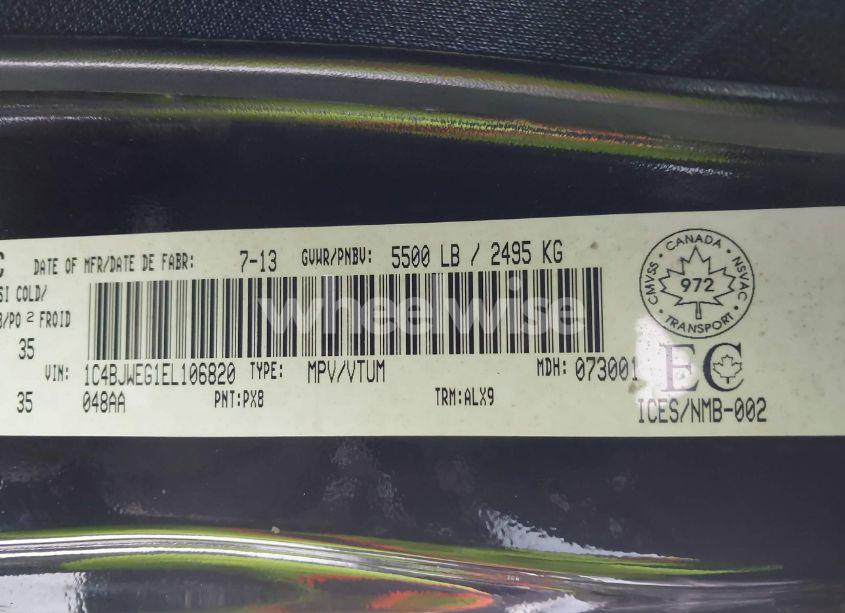 C DATE OF MFR/DATE DE FABR: 7-13 GVWR/PNBV: 5500 LB / 2495 KG
SI COLD/
/PO 2 FROID
35
VIN: 1C4BJWEG1EL106820 TYPE: MPV/VTUM MDH: 073001
35 048AA PNT:PX8 TRM:ALX9
CANADA • NSVAC • TRANSPORT • CMVSS •
972
EC
ICES/NMB-002
wheelwise